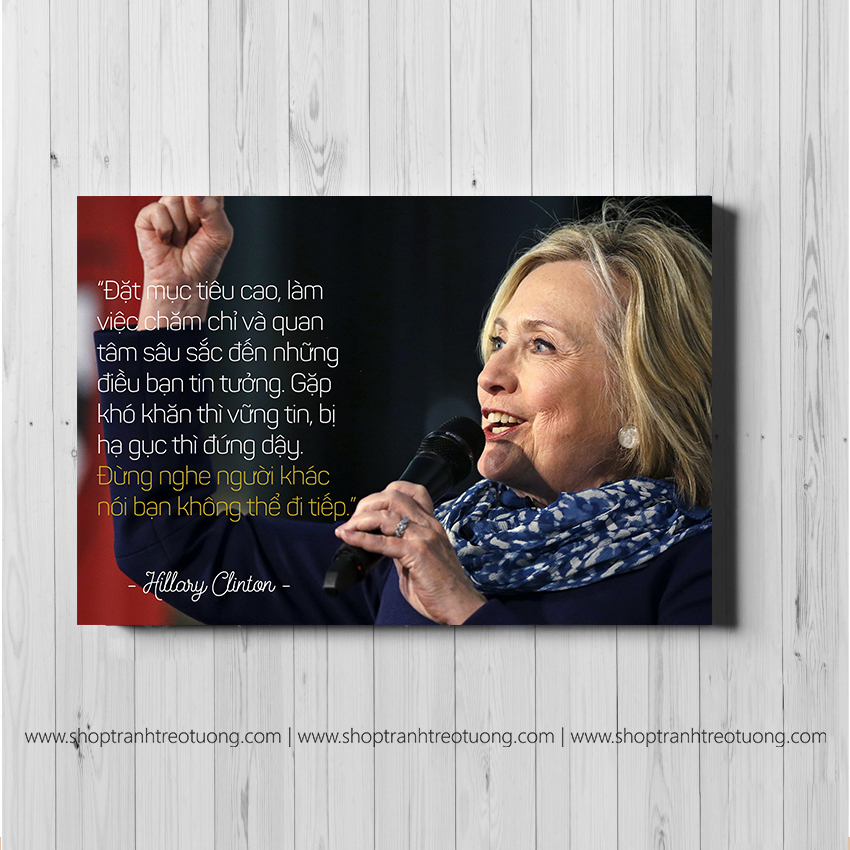 “Đặt mục tiêu cao, làm
việc chăm chỉ và quan
tâm sâu sắc đến những
điều bạn tin tưởng. Gặp
khó khăn thì vững tin, bị
hạ gục thì đứng dậy.
Đừng nghe người khác
nói bạn không thể đi tiếp.”
- Hillary Clinton -
www.shoptranhtreotuong.com | www.shoptranhtreotuong.com | www.shoptranhtreotuong.com